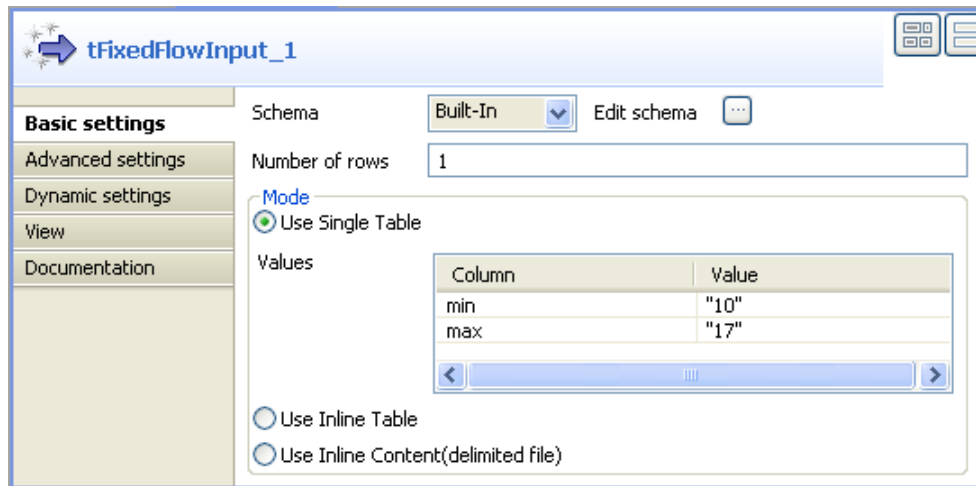 tFixedFlowInput_1
Basic settings
Advanced settings
Dynamic settings
View
Documentation
Schema Built-In Edit schema ...
Number of rows 1
Mode
Use Single Table
Values
Column Value
min "10"
max "17"
Use Inline Table
Use Inline Content(delimited file)